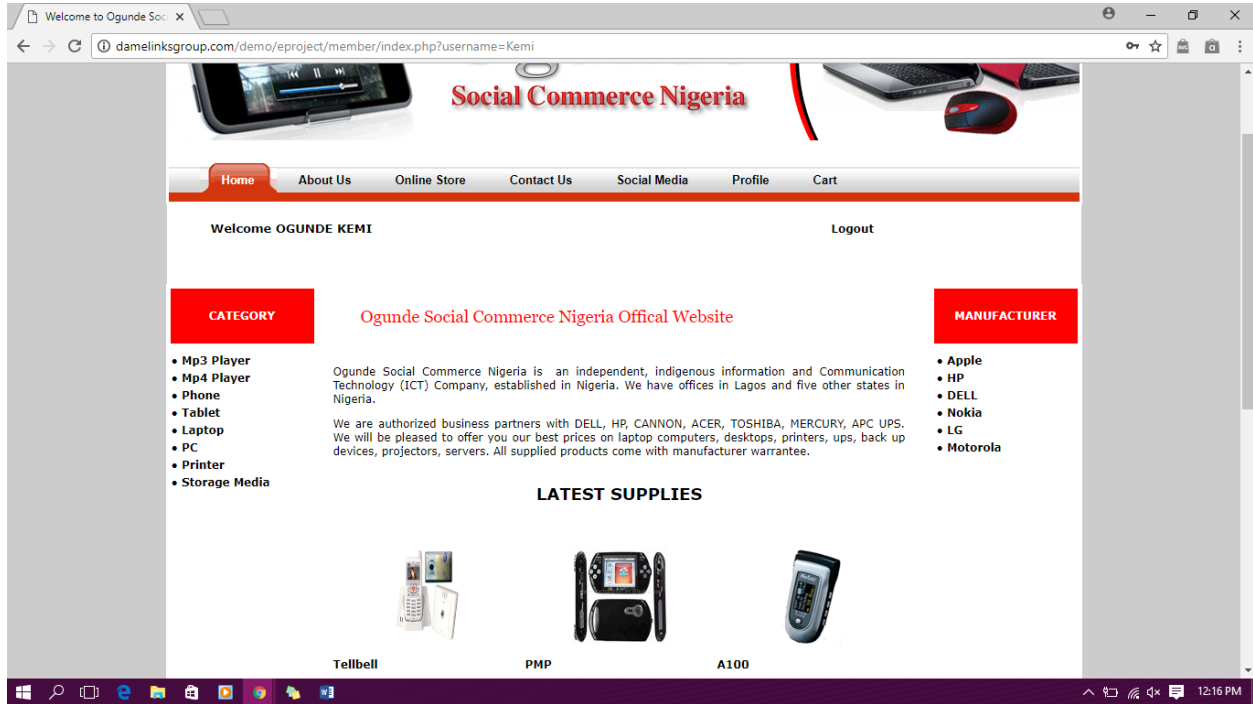 Welcome to Ogunde Soc
damelinksgroup.com/demo/eproject/member/index.php?username=Kemi
Social Commerce Nigeria
Home About Us Online Store Contact Us Social Media Profile Cart
Welcome OGUNDE KEMI Logout
CATEGORY
• Mp3 Player
• Mp4 Player
• Phone
• Tablet
• Laptop
• PC
• Printer
• Storage Media
Ogunde Social Commerce Nigeria Offical Website
Ogunde Social Commerce Nigeria is an independent, indigenous information and Communication
Technology (ICT) Company, established in Nigeria. We have offices in Lagos and five other states in
Nigeria.
We are authorized business partners with DELL, HP, CANNON, ACER, TOSHIBA, MERCURY, APC UPS.
We will be pleased to offer you our best prices on laptop computers, desktops, printers, ups, back up
devices, projectors, servers. All supplied products come with manufacturer warrantee.
LATEST SUPPLIES
Tellbell PMP A100
MANUFACTURER
• Apple
• HP
• DELL
• Nokia
• LG
• Motorola
12:16 PM